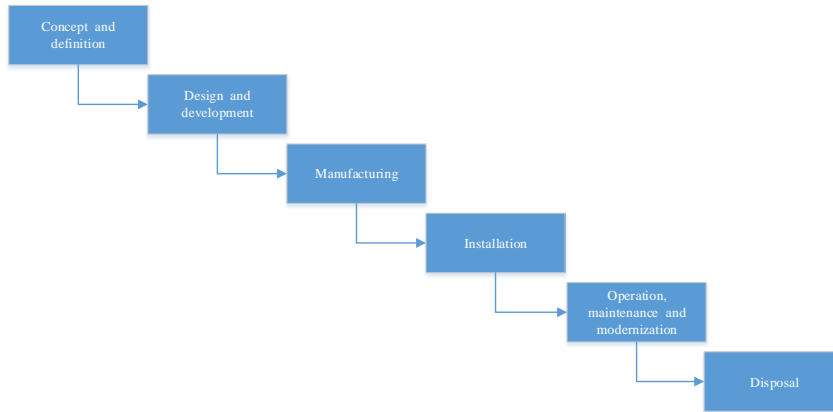 Concept and
definition
Design and
development
Manufacturing
Installation
Operation,
maintenance and
modernization
Disposal